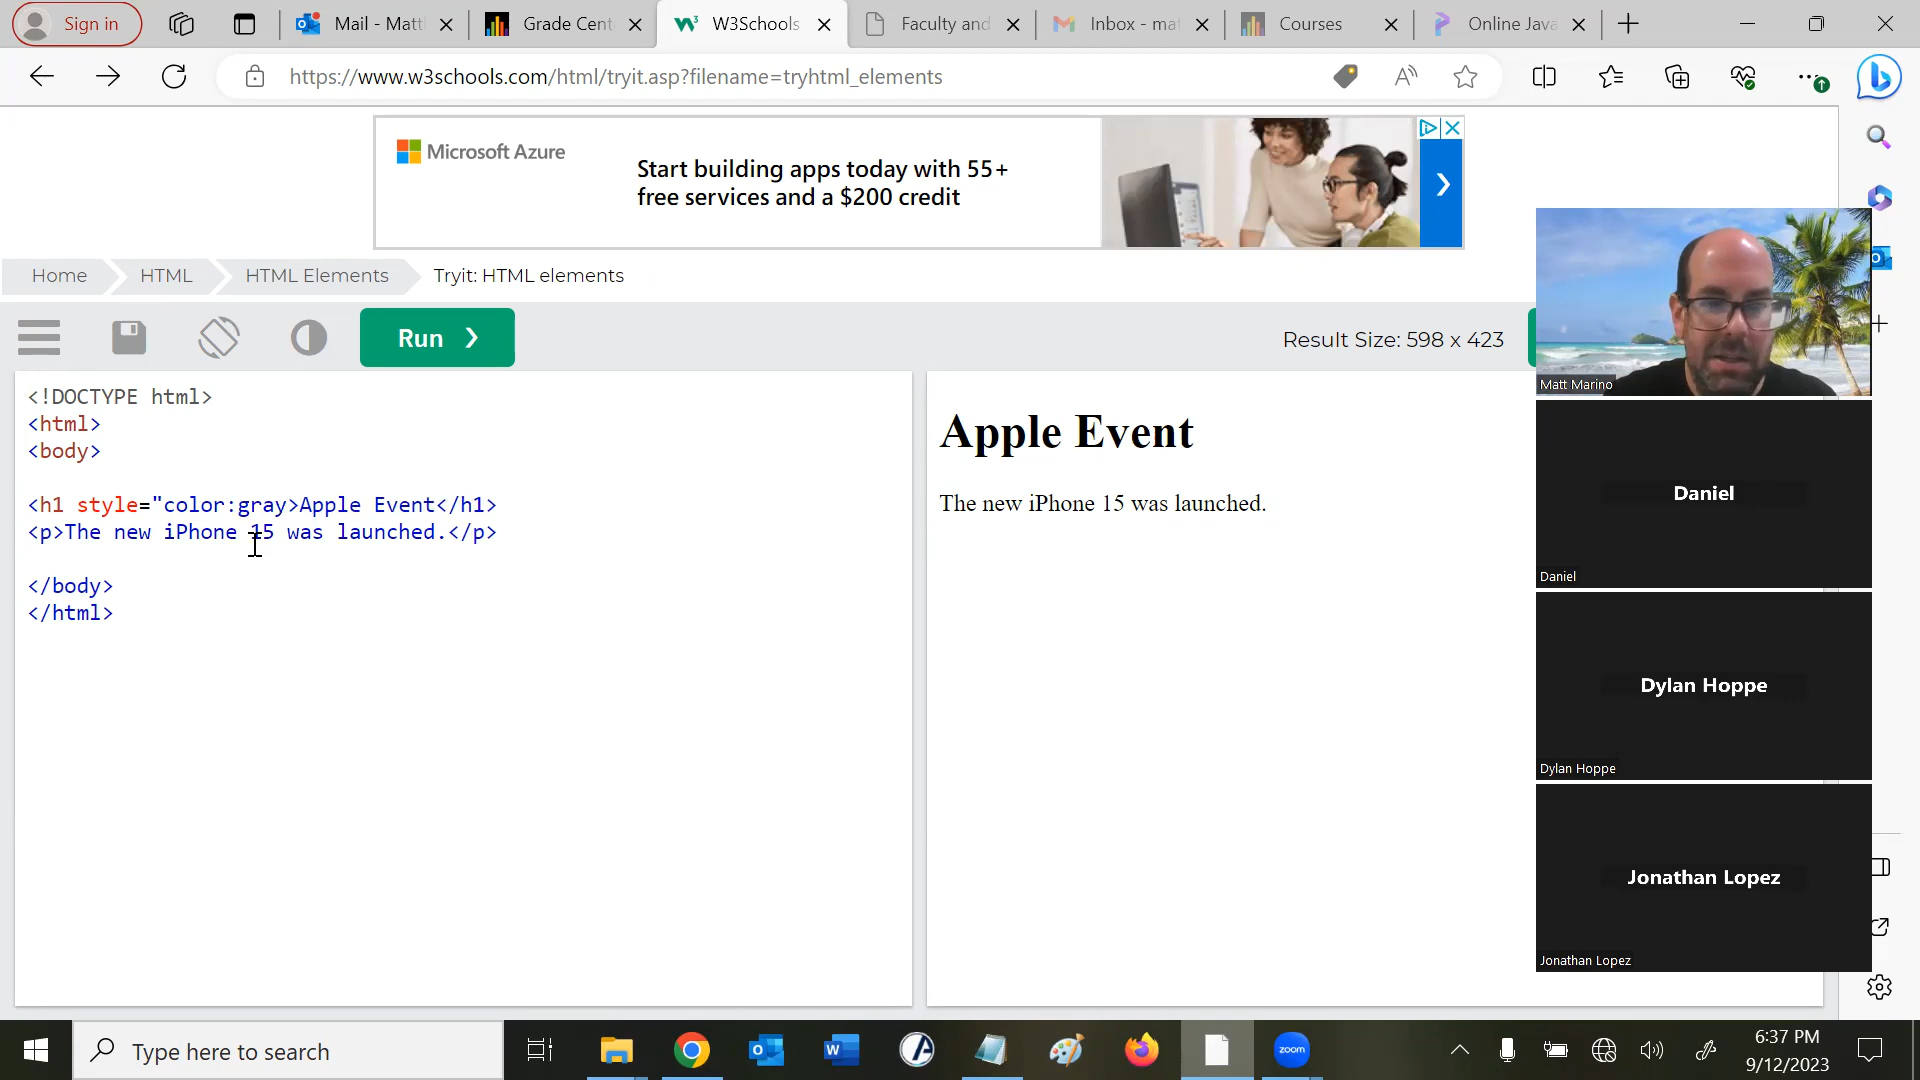 Sign in
Mail - Matt
Grade Cent
W3Schools
Faculty and
Inbox - mat
Courses
Online Java
https://www.w3schools.com/html/tryit.asp?filename=tryhtml_elements
Microsoft Azure
Start building apps today with 55+
free services and a $200 credit
Home
HTML
HTML Elements
Tryit: HTML elements
Run ❯
Result Size: 598 x 423
<!DOCTYPE html>
<html>
<body>
<h1 style="color:gray>Apple Event</h1>
<p>The new iPhone 15 was launched.</p>
</body>
</html>
Apple Event
The new iPhone 15 was launched.
Matt Marino
Daniel
Daniel
Dylan Hoppe
Dylan Hoppe
Jonathan Lopez
Jonathan Lopez
Type here to search
zoom
6:37 PM
9/12/2023